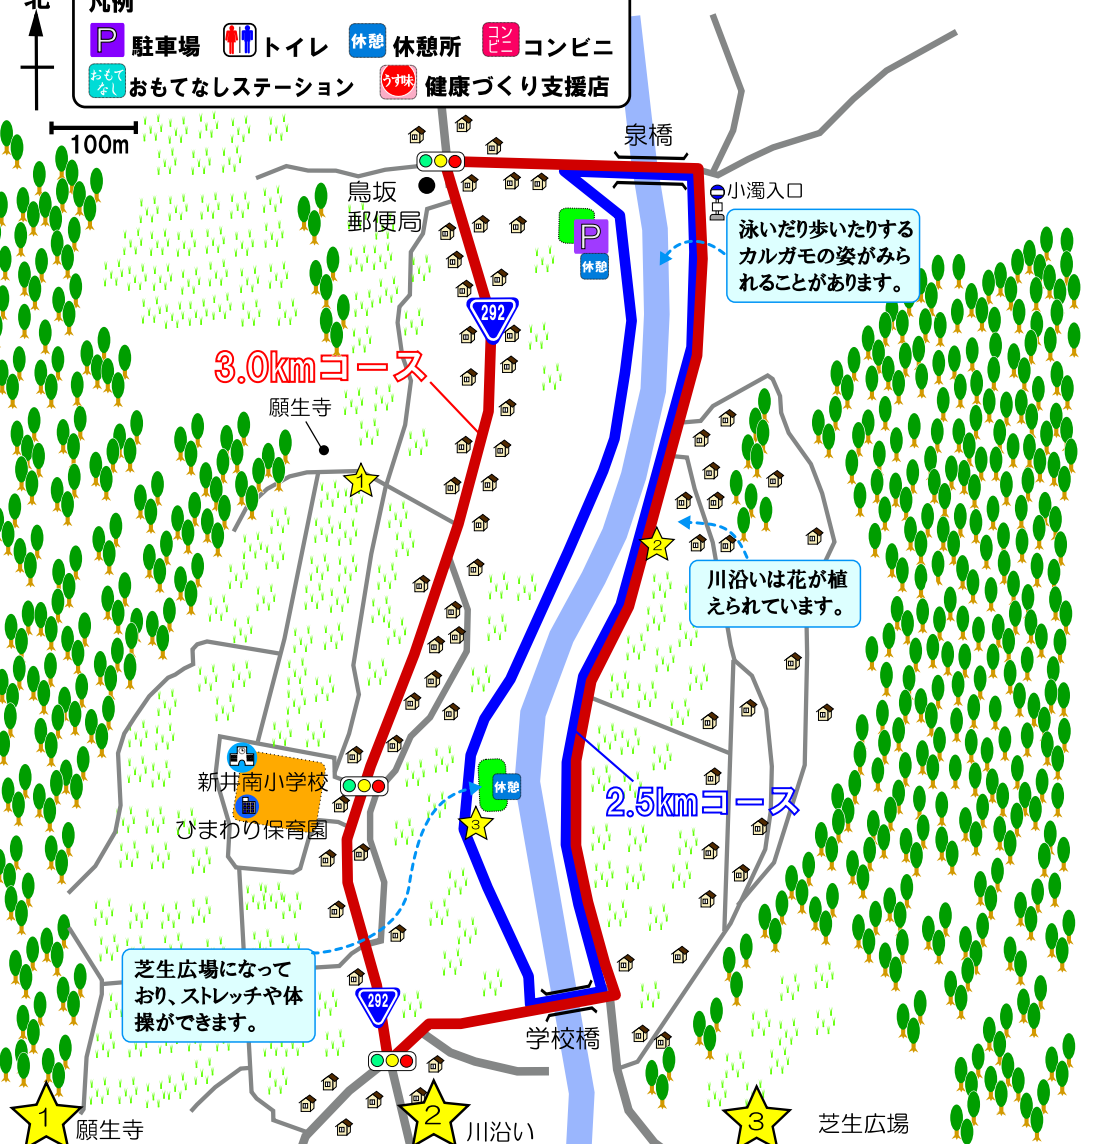 北
凡例
P 駐車場 トイレ 休憩 休憩所 コンビニ コンビニ
おもてなし おもてなしステーション うす味 健康づくり支援店
100m
泉橋
鳥坂
郵便局
小濁入口
P
休憩
泳いだり歩いたりする
カルガモの姿がみら
れることがあります。
292
3.0kmコース
願生寺
1
2
川沿いは花が植
えられています。
新井南小学校
ひまわり保育園
休憩
3
2.5kmコース
芝生広場になって
おり、ストレッチや体
操ができます。
292
学校橋
1 願生寺
2 川沿い
3 芝生広場